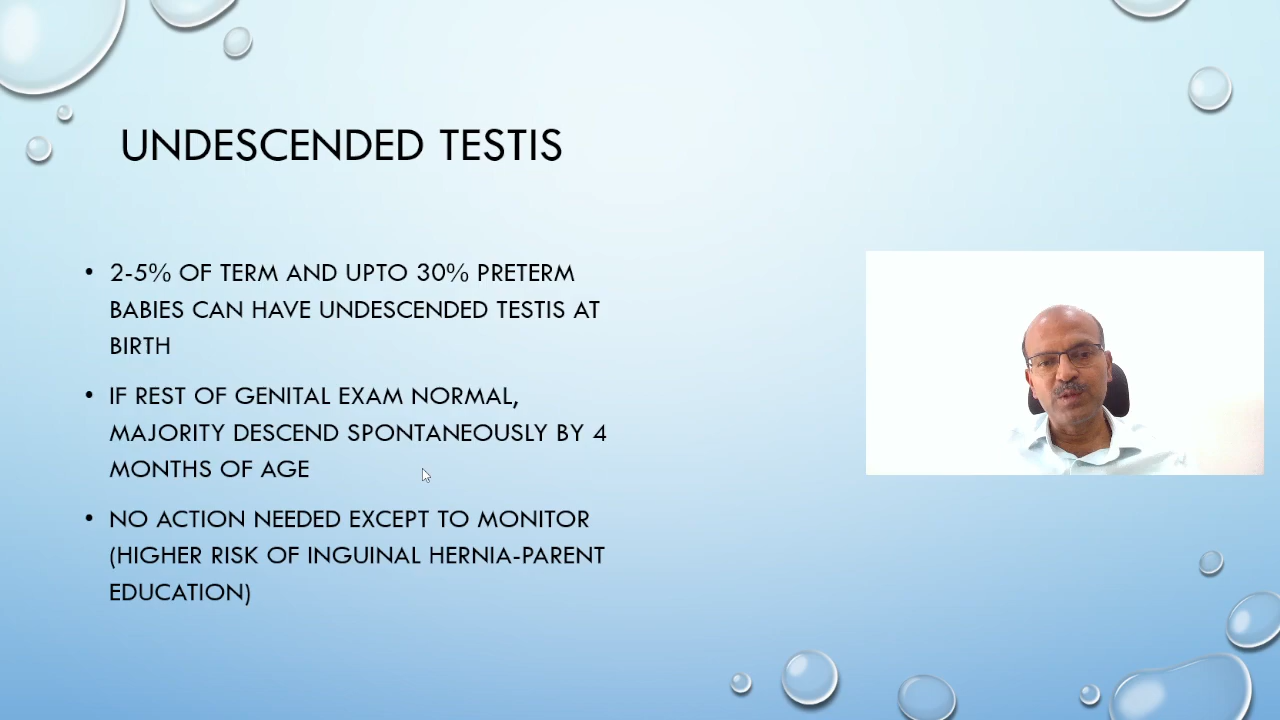 UNDESCENDED TESTIS
• 2-5% OF TERM AND UPTO 30% PRETERM
BABIES CAN HAVE UNDESCENDED TESTIS AT
BIRTH
• IF REST OF GENITAL EXAM NORMAL,
MAJORITY DESCEND SPONTANEOUSLY BY 4
MONTHS OF AGE
• NO ACTION NEEDED EXCEPT TO MONITOR
(HIGHER RISK OF INGUINAL HERNIA-PARENT
EDUCATION)